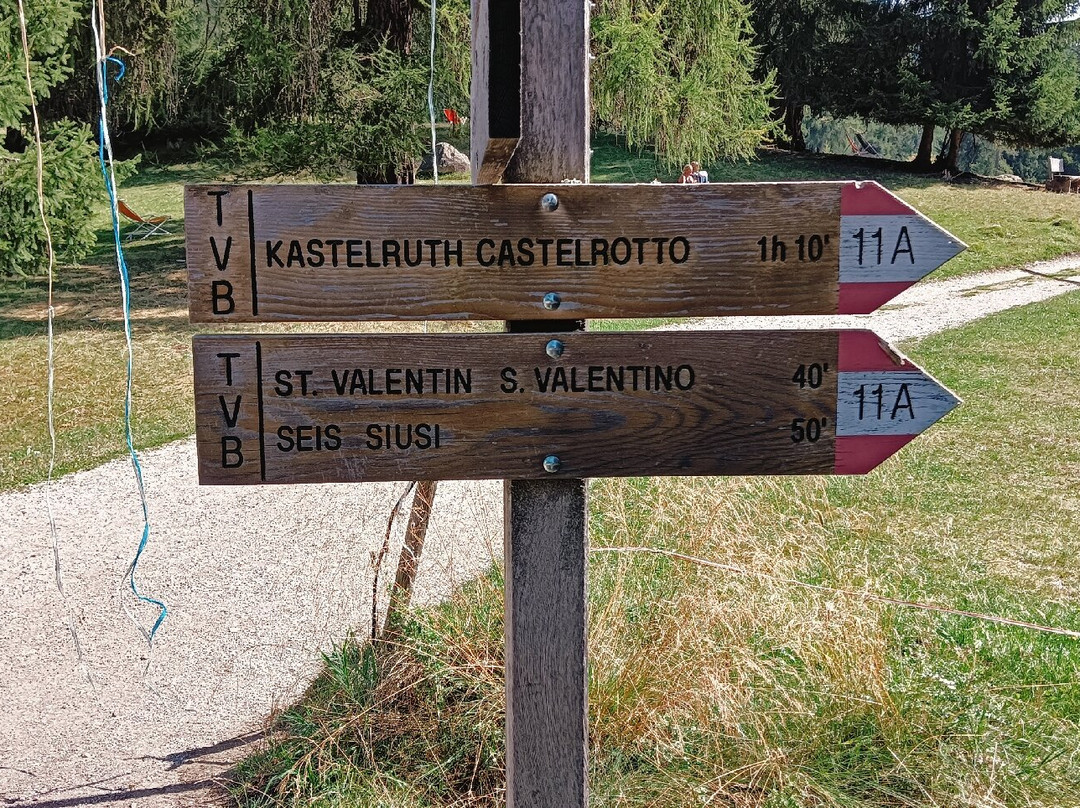 TVB KASTELRUTH CASTELROTTO 1h 10' 11A
TVB ST. VALENTIN S. VALENTINO 40' 11A
SEIS SIUSI 50'